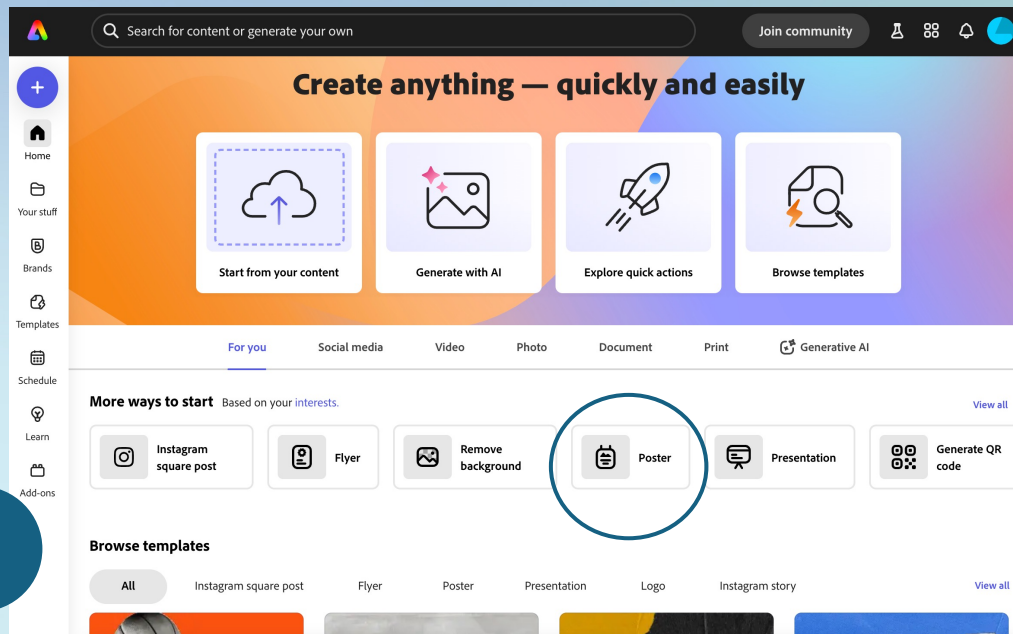 Search for content or generate your own
Join community
Create anything — quickly and easily
Home
Your stuff
B
Brands
Templates
Schedule
Learn
Add-ons
Start from your content
Generate with AI
Explore quick actions
Browse templates
For you
Social media
Video
Photo
Document
Print
Generative AI
More ways to start
Based on your interests.
View all
Instagram
square post
Flyer
Remove
background
Poster
Presentation
Generate QR
code
Browse templates
All
Instagram square post
Flyer
Poster
Presentation
Logo
Instagram story
View all